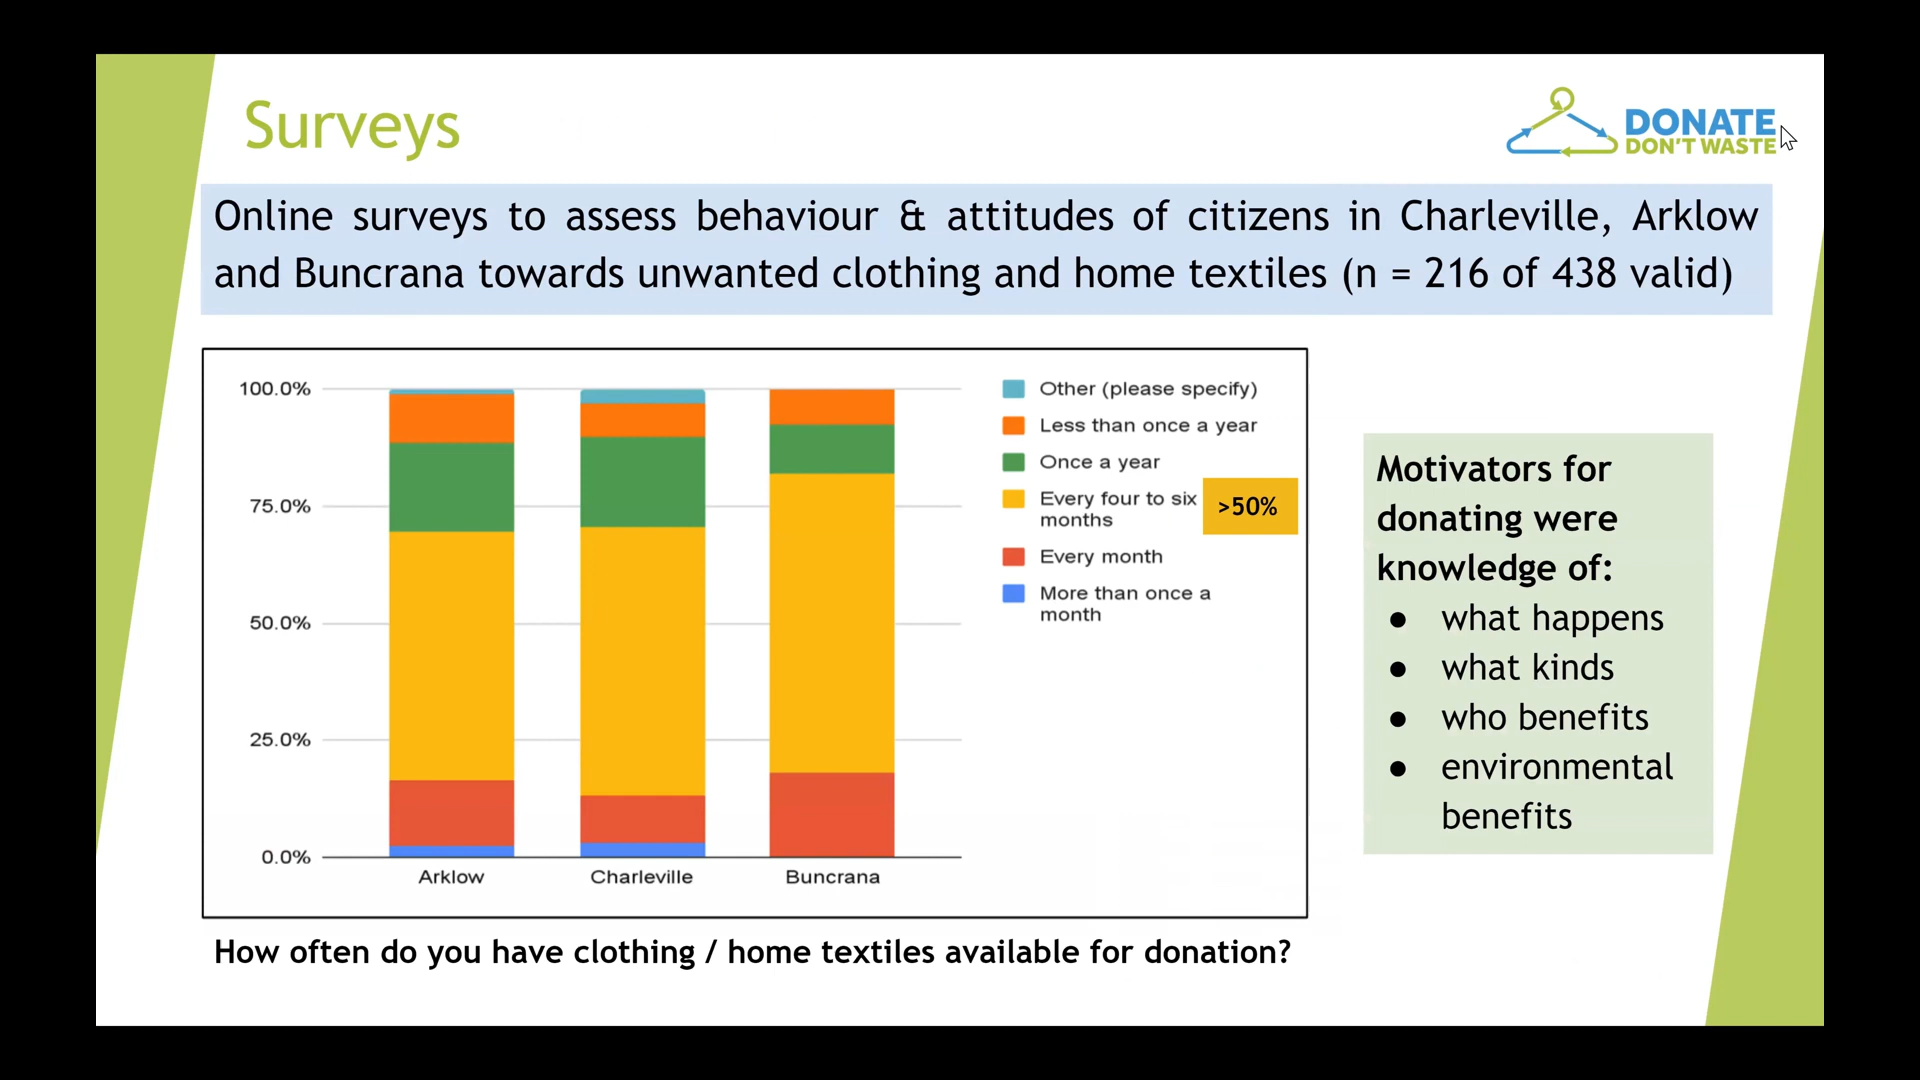 Surveys
DONATE
DON'T WASTE
Online surveys to assess behaviour & attitudes of citizens in Charleville, Arklow
and Buncrana towards unwanted clothing and home textiles (n = 216 of 438 valid)
100.0%
75.0%
50.0%
25.0%
0.0%
Arklow
Charleville
Buncrana
Other (please specify)
Less than once a year
Once a year
Every four to six
months
>50%
Every month
More than once a
month
How often do you have clothing / home textiles available for donation?
Motivators for
donating were
knowledge of:
● what happens
● what kinds
● who benefits
● environmental
benefits